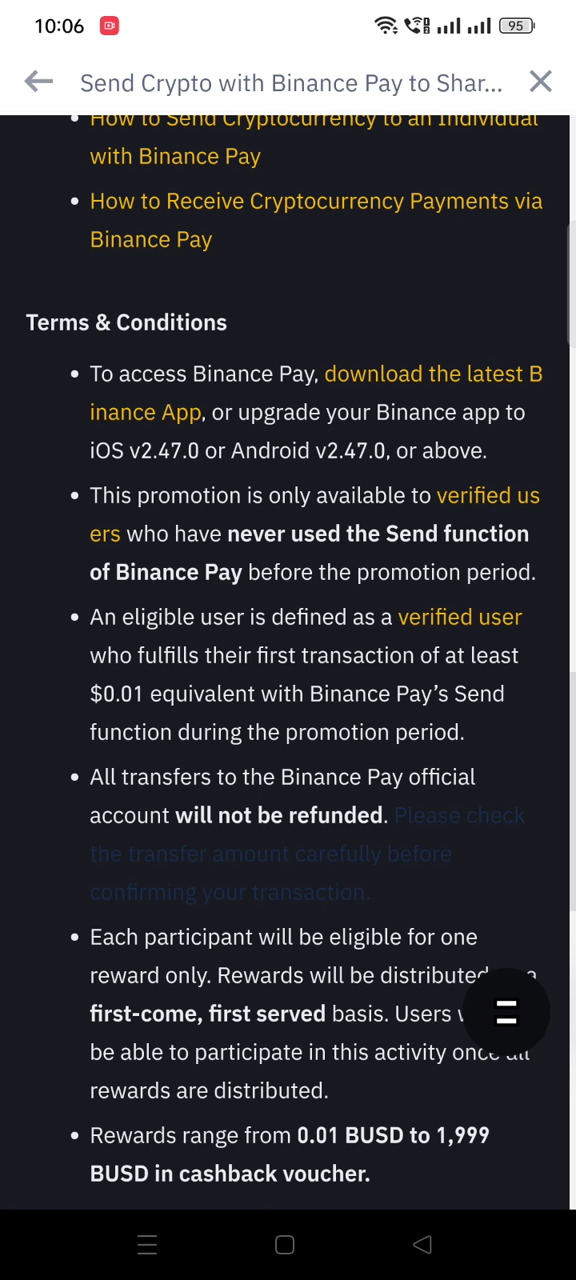 10:06
95
Send Crypto with Binance Pay to Shar...
How to Send Cryptocurrency to an Individual
with Binance Pay
How to Receive Cryptocurrency Payments via
Binance Pay
Terms & Conditions
To access Binance Pay, download the latest B
inance App, or upgrade your Binance app to
iOS v2.47.0 or Android v2.47.0, or above.
This promotion is only available to verified us
ers who have never used the Send function
of Binance Pay before the promotion period.
An eligible user is defined as a verified user
who fulfills their first transaction of at least
$0.01 equivalent with Binance Pay’s Send
function during the promotion period.
All transfers to the Binance Pay official
account will not be refunded. Please check
the transfer amount carefully before
confirming your transaction.
Each participant will be eligible for one
reward only. Rewards will be distributed
first-come, first served basis. Users
be able to participate in this activity once all
rewards are distributed.
Rewards range from 0.01 BUSD to 1,999
BUSD in cashback voucher.